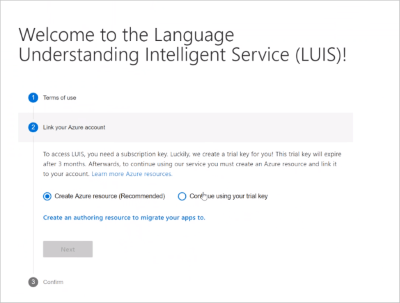 Welcome to the Language
Understanding Intelligent Service (LUIS)!
1 Terms of use
2 Link your Azure account
To access LUIS, you need a subscription key. Luckily, we create a trial key for you! This trial key will expire
after 3 months. Afterwards, to continue using our service you must create an Azure resource and link it
to your account. Learn more Azure resources.
Create Azure resource (Recommended) Continue using your trial key
Create an authoring resource to migrate your apps to.
Next
3 Confirm